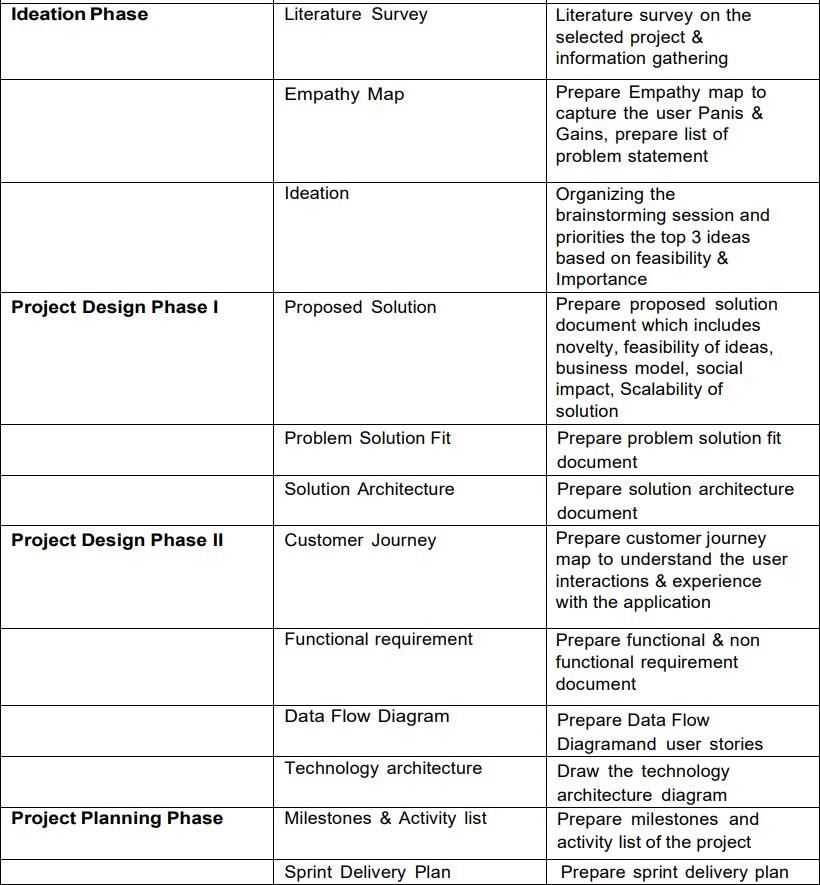 Ideation Phase
Literature Survey
Literature survey on the
selected project &
information gathering
Empathy Map
Prepare Empathy map to
capture the user Panis &
Gains, prepare list of
problem statement
Ideation
Organizing the
brainstorming session and
priorities the top 3 ideas
based on feasibility &
Importance
Project Design Phase I
Proposed Solution
Prepare proposed solution
document which includes
novelty, feasibility of ideas,
business model, social
impact, Scalability of
solution
Problem Solution Fit
Prepare problem solution fit
document
Solution Architecture
Prepare solution architecture
document
Project Design Phase II
Customer Journey
Prepare customer journey
map to understand the user
interactions & experience
with the application
Functional requirement
Prepare functional & non
functional requirement
document
Data Flow Diagram
Prepare Data Flow
Diagramand user stories
Technology architecture
Draw the technology
architecture diagram
Project Planning Phase
Milestones & Activity list
Prepare milestones and
activity list of the project
Sprint Delivery Plan
Prepare sprint delivery plan